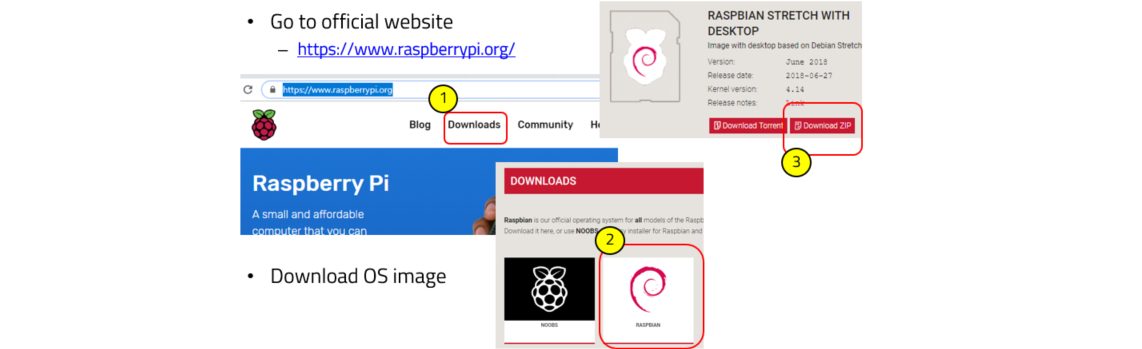 • Go to official website
– https://www.raspberrypi.org/
https://www.raspberrypi.org
1
Blog Downloads Community He
Raspberry Pi
A small and affordable
computer that you can
RASPBIAN STRETCH WITH
DESKTOP
Image with desktop based on Debian Stretch
Version: June 2018
Release date: 2018-06-27
Kernel version: 4.14
Release notes: Link
Download Torrent Download ZIP
3
DOWNLOADS
Raspbian is our official operating system for all models of the Raspb
Download it here, or use NOOBS installer for Raspbian and
2
NOOBS RASPBIAN
• Download OS image